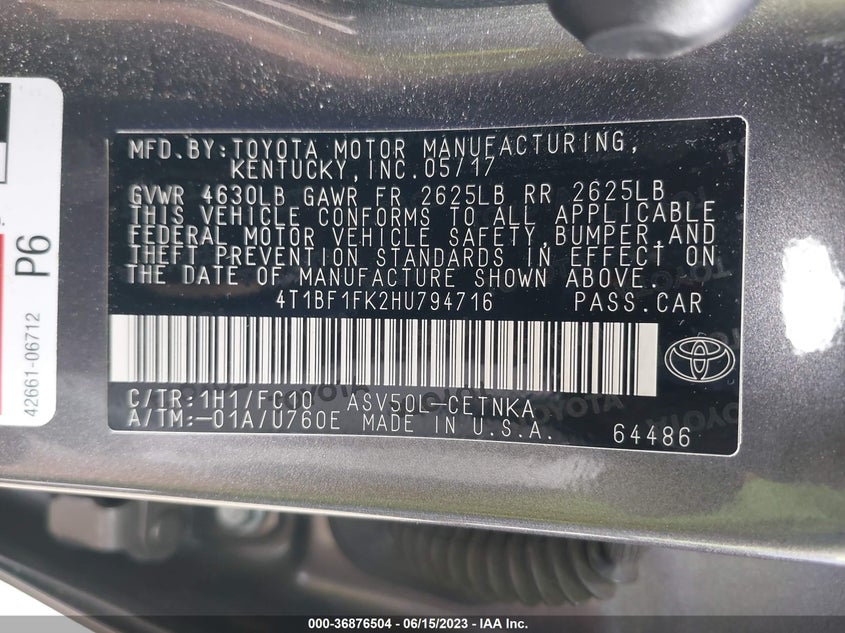 MFD.BY:TOYOTA MOTOR MANUFACTURING,
KENTUCKY,INC.05/17
GVWR 4630LB GAWR FR 2625LB RR 2625LB
THIS VEHICLE CONFORMS TO ALL APPLICABLE
FEDERAL MOTOR VEHICLE SAFETY,BUMPER,AND
THEFT PREVENTION STANDARDS IN EFFECT ON
THE DATE OF MANUFACTURE SHOWN ABOVE.
4T1BF1FK2HU794716 PASS.CAR
C/TR:1H1/FC10 ASV50L-CETNKA
A/TM:-01A/U760E MADE IN U.S.A. 64486
P6
42661-06712
000-36876504 - 06/15/2023 - IAA Inc.